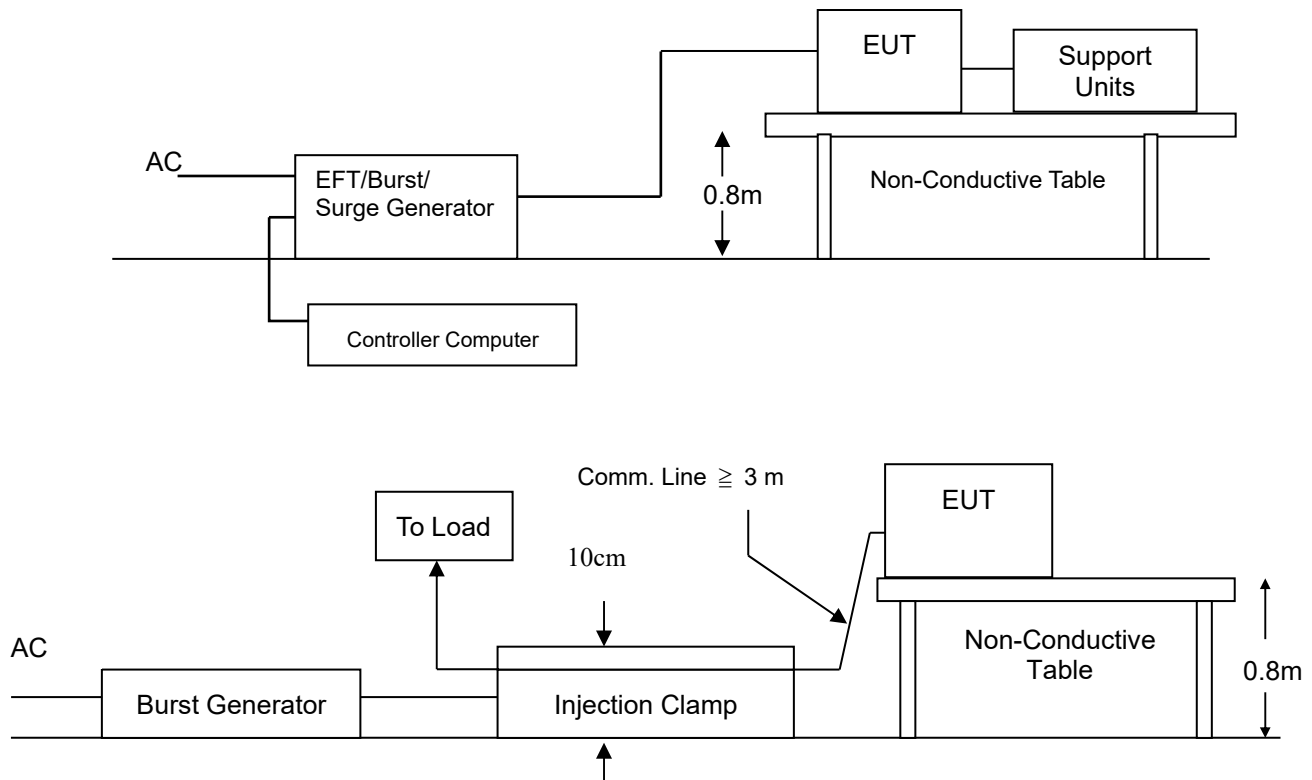 EUT
Support
Units
AC
EFT/Burst/
Surge Generator
0.8m
Non-Conductive Table
Controller Computer
Comm. Line ≧ 3 m
EUT
To Load
10cm
AC
Non-Conductive
Table
0.8m
Burst Generator
Injection Clamp